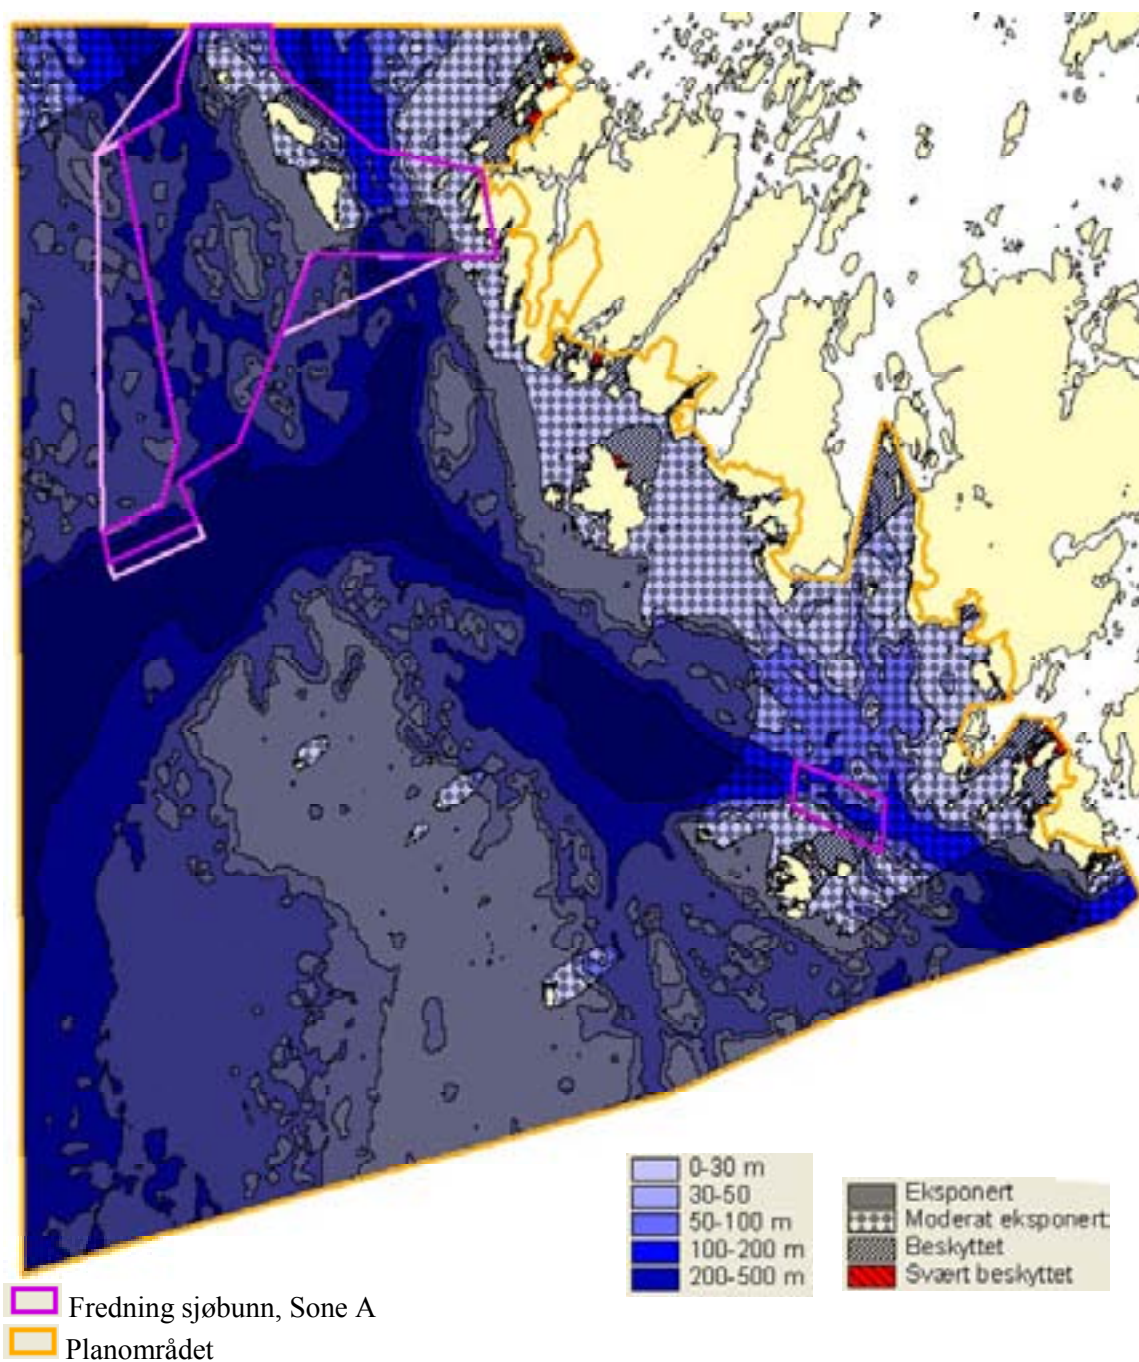 0-30 m
30-50
50-100 m
100-200 m
200-500 m
Eksponert
Moderat eksponert
Beskyttet
Svært beskyttet
Fredning sjøbunn, Sone A
Planområdet